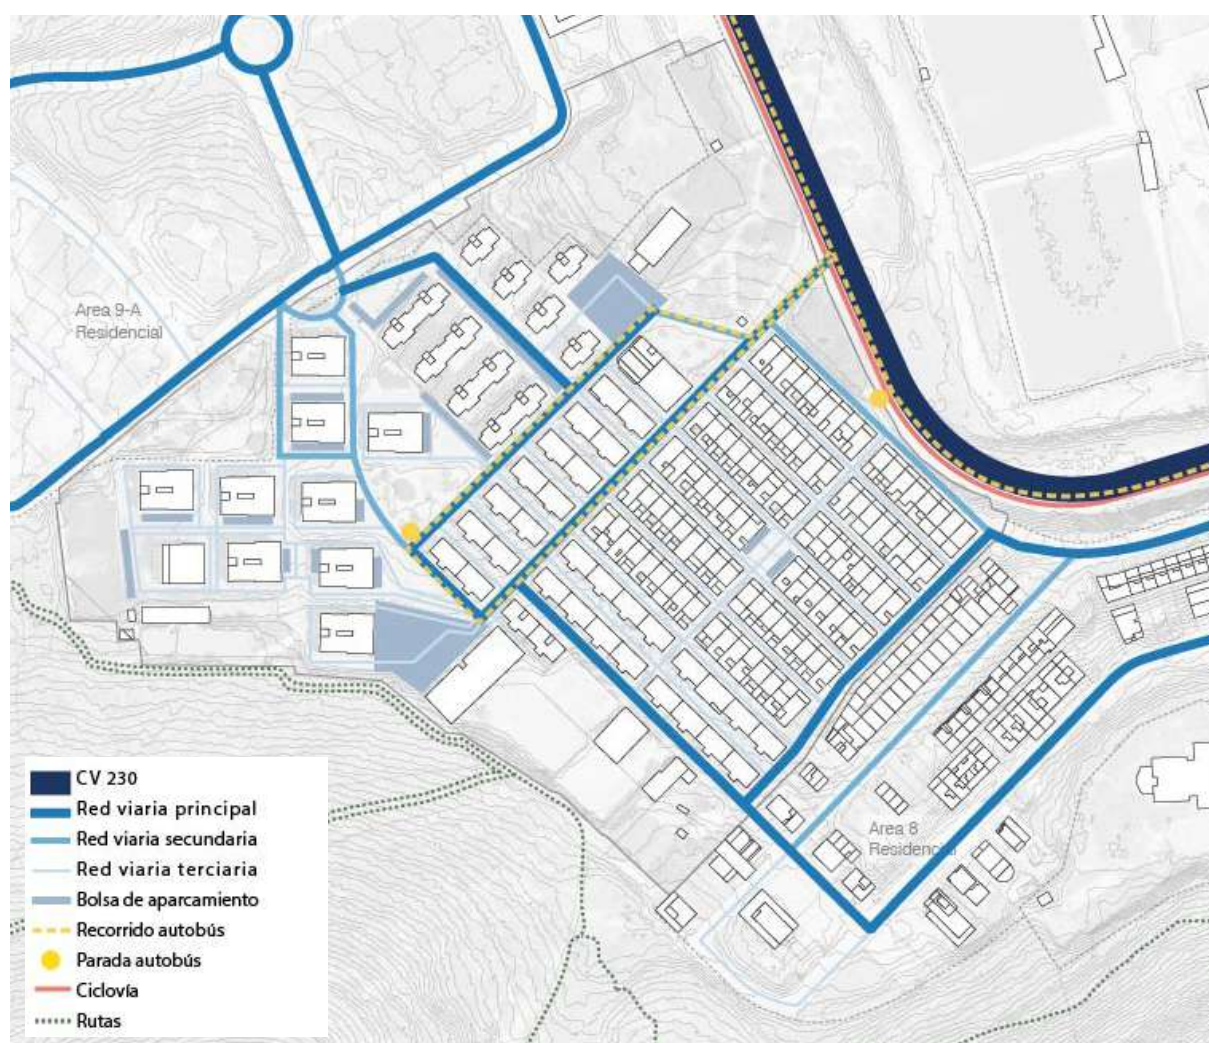 Area 9-A
Residencial
CV 230
Red viaria principal
Red viaria secundaria
Red viaria terciaria
Bolsa de aparcamiento
Recorrido autobús
Parada autobús
Ciclovía
Rutas
Area 8
Residencial